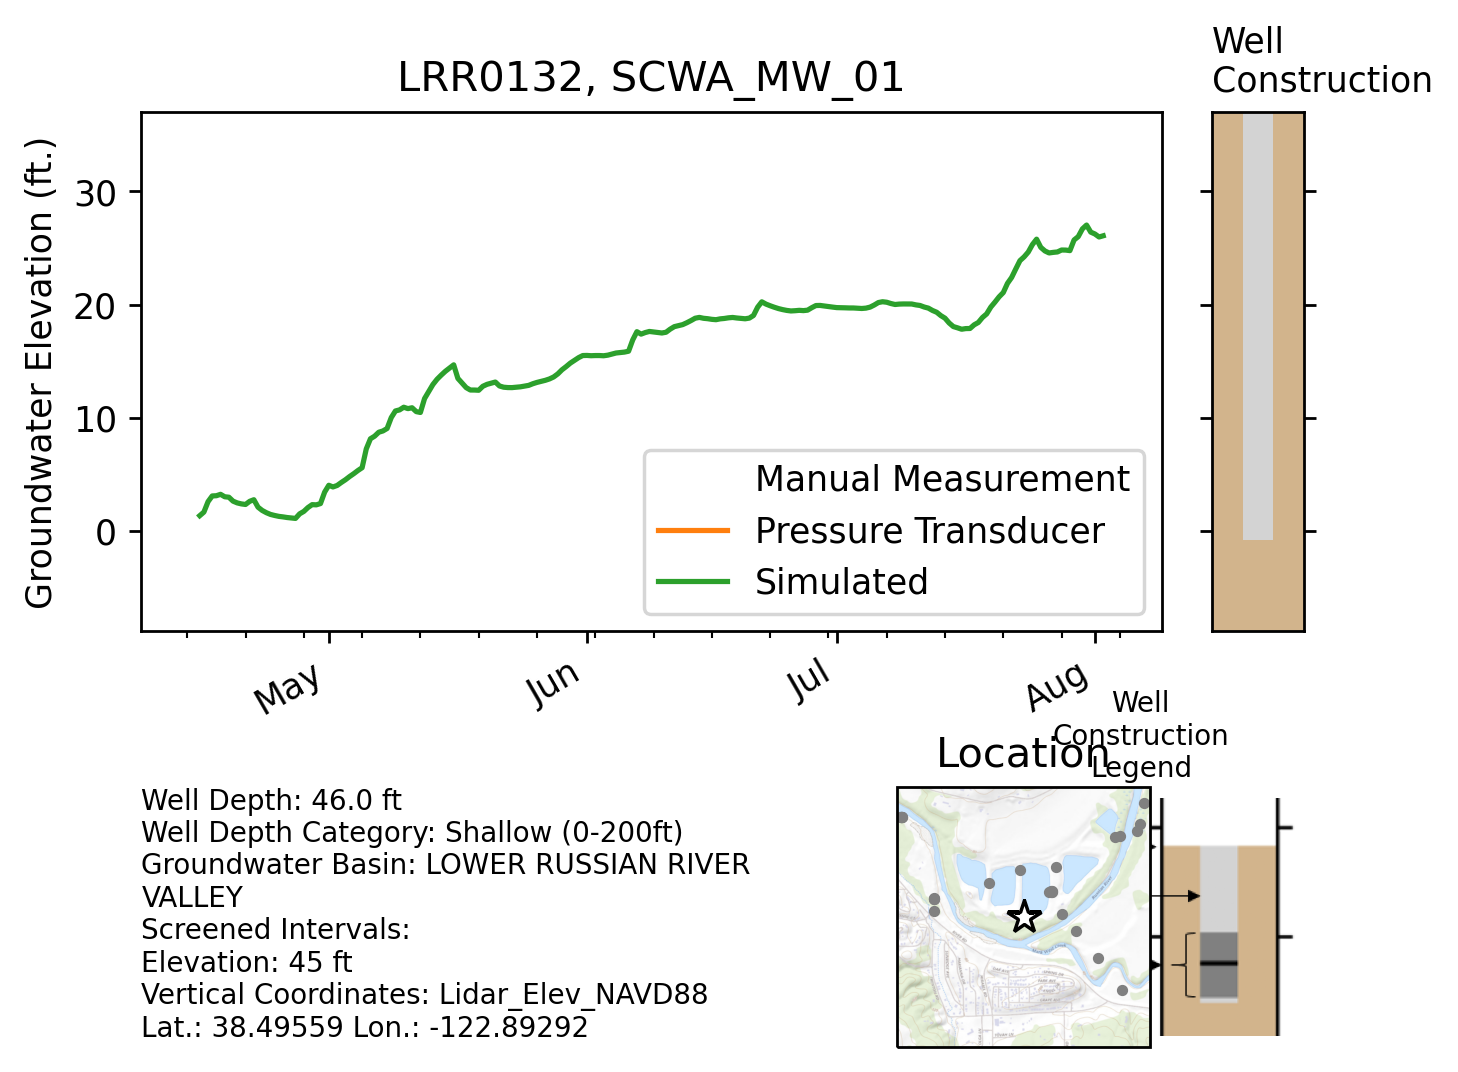 Well
Construction
LRR0132, SCWA_MW_01
Groundwater Elevation (ft.)
30
20
10
0
Manual Measurement
Pressure Transducer
Simulated
May
Jun
Jul
Aug
Well
Construction
Legend
Location
Well Depth: 46.0 ft
Well Depth Category: Shallow (0-200ft)
Groundwater Basin: LOWER RUSSIAN RIVER
VALLEY
Screened Intervals:
Elevation: 45 ft
Vertical Coordinates: Lidar_Elev_NAVD88
Lat.: 38.49559 Lon.: -122.89292